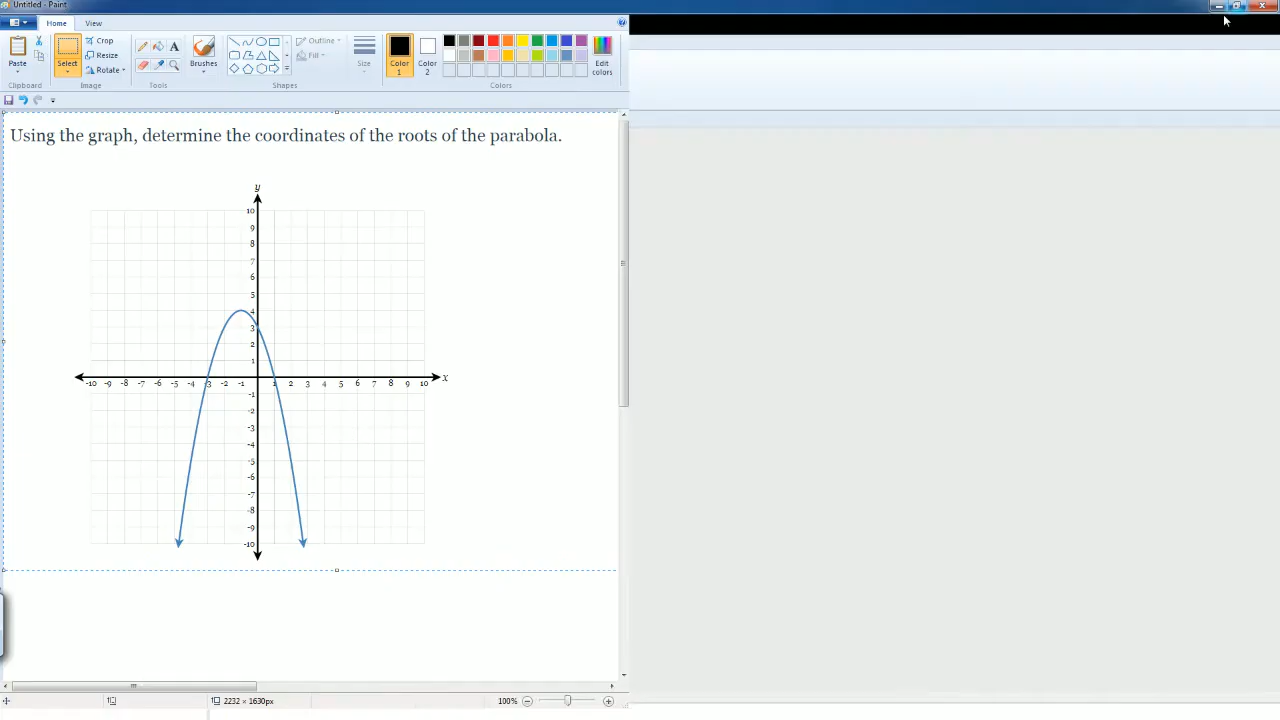 Untitled - Paint
Home View
Paste
Clipboard
Select
Crop
Resize
Rotate
Image
A
Tools
Brushes
Outline
Fill
Shapes
Size
Color 1
Color 2
Edit colors
Colors
Using the graph, determine the coordinates of the roots of the parabola.
y
10
9
8
7
6
5
4
3
2
1
-10 -9 -8 -7 -6 -5 -4 -3 -2 -1 1 2 3 4 5 6 7 8 9 10 x
-1
-2
-3
-4
-5
-6
-7
-8
-9
-10
2232 × 1630px
100%